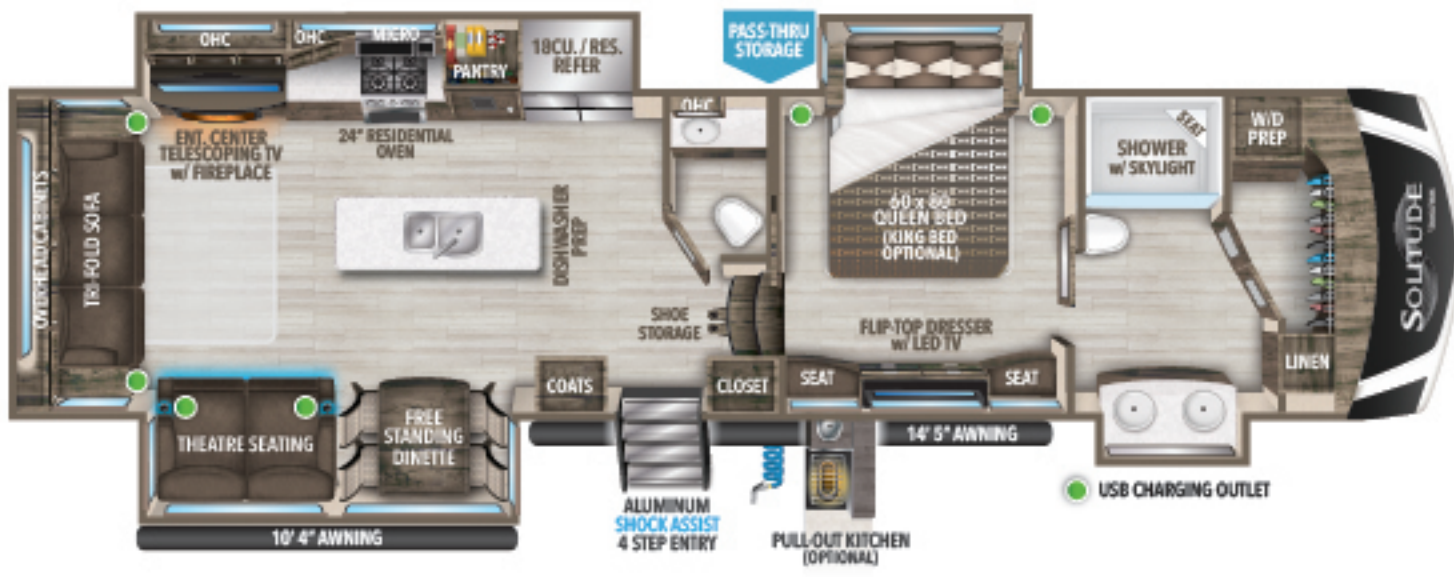 OHC
OHC
MICRO
PANTRY
18CU. / RES.
REFER
PASS-THRU
STORAGE
ENT. CENTER
TELESCOPING TV
w/ FIREPLACE
24" RESIDENTIAL
OVEN
OHC
SHOWER
w/ SKYLIGHT
SEAT
W/D
PREP
OVERHEAD CABINETS
TRI-FOLD SOFA
DISHWASHER
PREP
60 x 80
QUEEN BED
(KING BED
OPTIONAL)
SOLITUDE
SHOE
STORAGE
FLIP-TOP DRESSER
w/ LED TV
COATS
CLOSET
SEAT
SEAT
LINEN
THEATRE SEATING
FREE
STANDING
DINETTE
14' 5" AWNING
10' 4" AWNING
ALUMINUM
SHOCK ASSIST
4 STEP ENTRY
PULL-OUT KITCHEN
(OPTIONAL)
USB CHARGING OUTLET